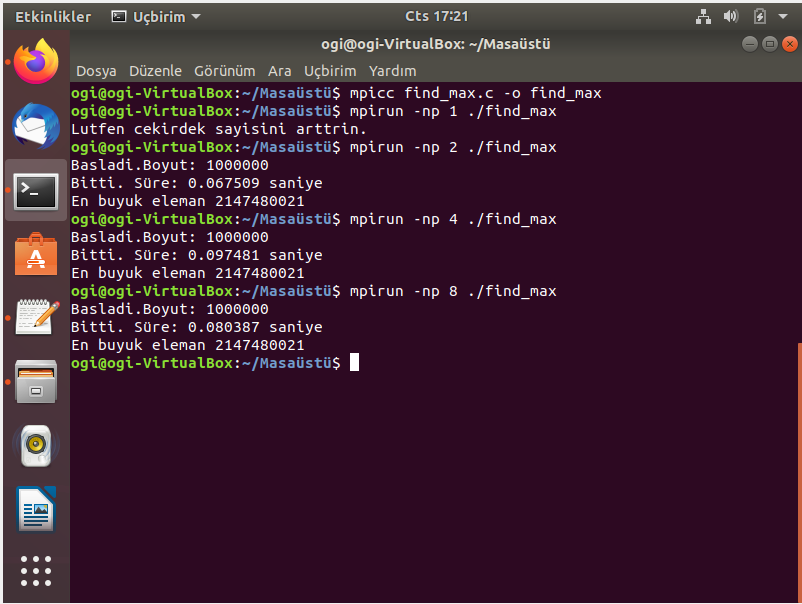 Etkinlikler Uçbirim Cts 17:21
ogi@ogi-VirtualBox: ~/Masaüstü
Dosya Düzenle Görünüm Ara Uçbirim Yardım
ogi@ogi-VirtualBox:~/Masaüstü$ mpicc find_max.c -o find_max
ogi@ogi-VirtualBox:~/Masaüstü$ mpirun -np 1 ./find_max
Lutfen cekirdek sayisini arttrin.
ogi@ogi-VirtualBox:~/Masaüstü$ mpirun -np 2 ./find_max
Basladi.Boyut: 1000000
Bitti. Süre: 0.067509 saniye
En buyuk eleman 2147480021
ogi@ogi-VirtualBox:~/Masaüstü$ mpirun -np 4 ./find_max
Basladi.Boyut: 1000000
Bitti. Süre: 0.097481 saniye
En buyuk eleman 2147480021
ogi@ogi-VirtualBox:~/Masaüstü$ mpirun -np 8 ./find_max
Basladi.Boyut: 1000000
Bitti. Süre: 0.080387 saniye
En buyuk eleman 2147480021
ogi@ogi-VirtualBox:~/Masaüstü$